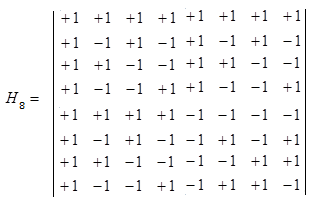 +1 +1 +1 +1 +1 +1 +1 +1
+1 -1 +1 -1 +1 -1 +1 -1
+1 +1 -1 -1 +1 +1 -1 -1
+1 -1 -1 +1 +1 -1 -1 +1
H₈ =
+1 +1 +1 +1 -1 -1 -1 -1
+1 -1 +1 -1 -1 +1 -1 +1
+1 +1 -1 -1 -1 -1 +1 +1
+1 -1 -1 +1 -1 +1 +1 -1